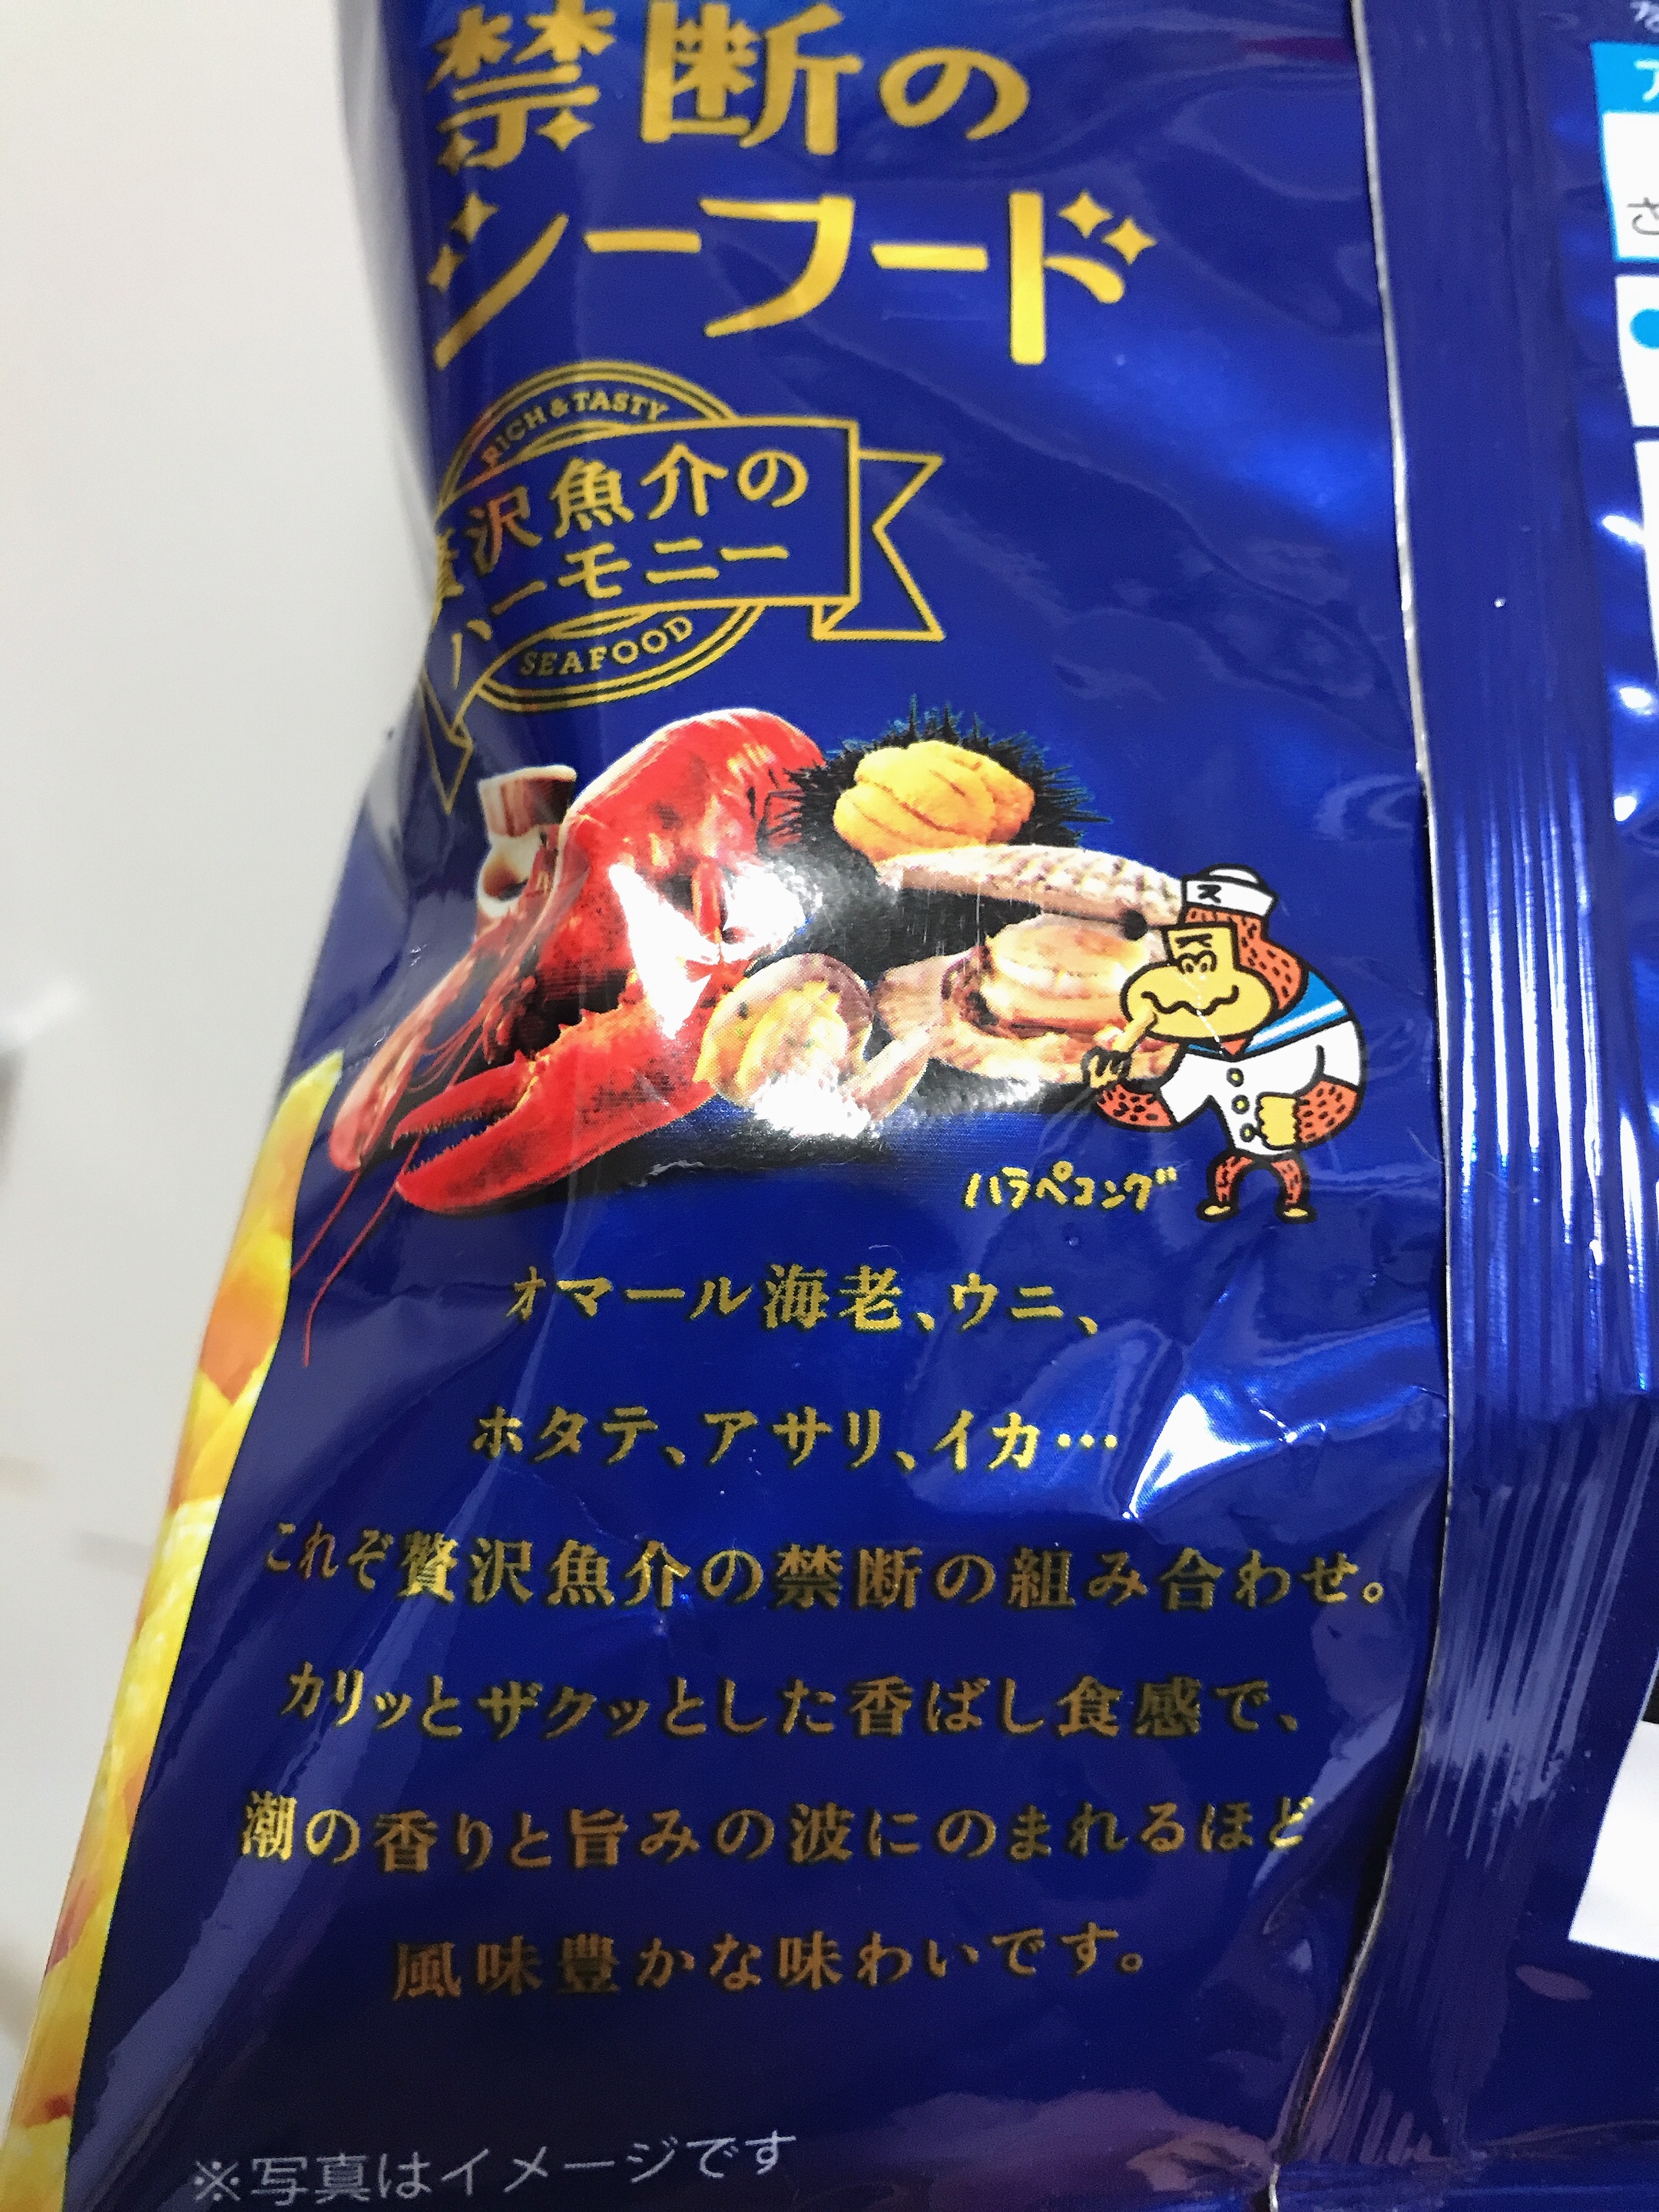 禁断の
シーフード
RICH & TASTY
贅沢魚介の
ハーモニー
SEAFOOD
ハラペコング
オマール海老、ウニ、
ホタテ、アサリ、イカ…
これぞ贅沢魚介の禁断の組み合わせ。
カリッとザクッとした香ばし食感で、
潮の香りと旨みの波にのまれるほど
風味豊かな味わいです。
※写真はイメージです